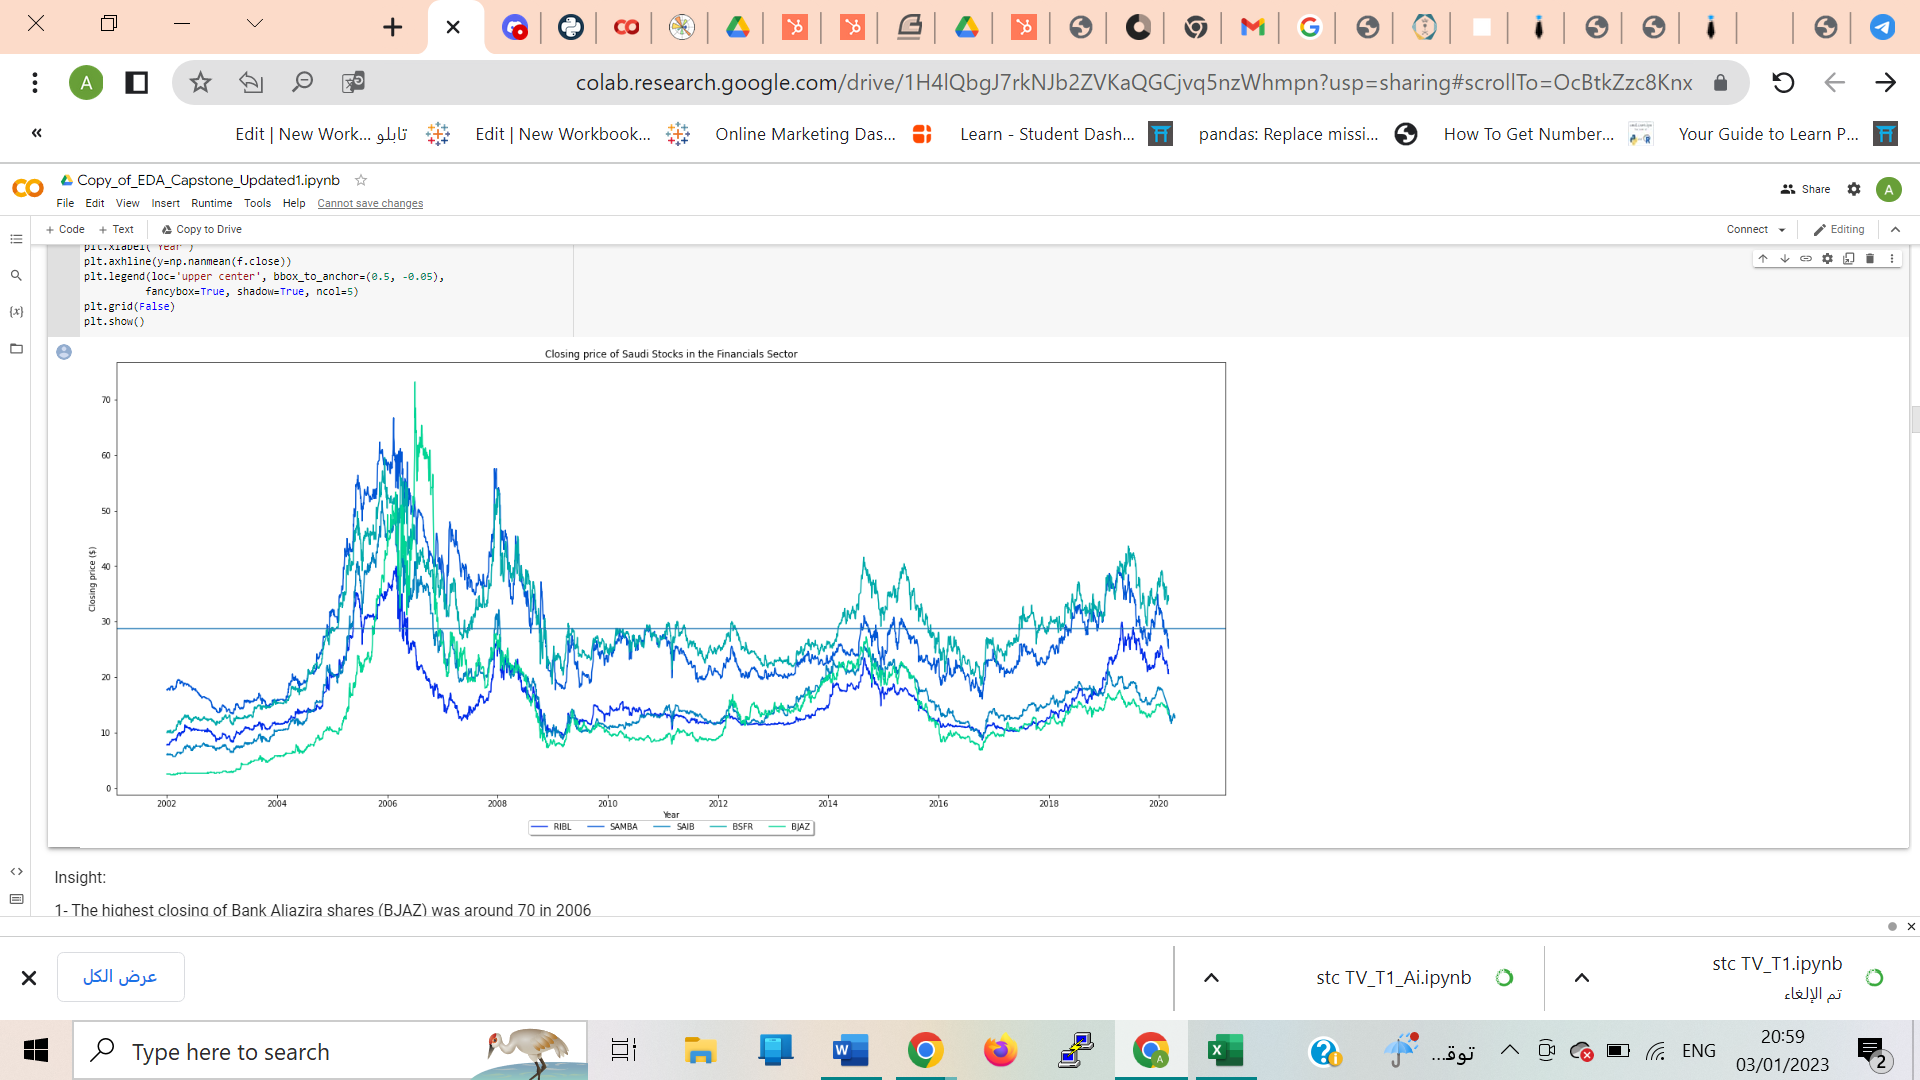 A
colab.research.google.com/drive/1H4lQbgJ7rkNJb2ZVKaQGCjvq5nzWhmpn?usp=sharing#scrollTo=OcBtkZzc8Knx
«
Edit | New Work... تابلو
Edit | New Workbook...
Online Marketing Das...
Learn - Student Dash...
pandas: Replace missi...
How To Get Number...
Your Guide to Learn P...
Copy_of_EDA_Capstone_Updated1.ipynb
Share
A
File Edit View Insert Runtime Tools Help Cannot save changes
+ Code + Text Copy to Drive
Connect Editing
plt.xlabel('Year')
plt.axhline(y=np.nanmean(f.close))
plt.legend(loc='upper center', bbox_to_anchor=(0.5, -0.05),
fancybox=True, shadow=True, ncol=5)
plt.grid(False)
plt.show()
{x}
Closing price of Saudi Stocks in the Financials Sector
Closing price ($)
70
60
50
40
30
20
10
0
2002 2004 2006 2008 2010 2012 2014 2016 2018 2020
Year
RIBL SAMBA SAIB BSFR BJAZ
Insight:
1- The highest closing of Bank Aljazira shares (BJAZ) was around 70 in 2006
عرض الكل
stc TV_T1_Ai.ipynb
stc TV_T1.ipynb
تم الإلغاء
Type here to search
توقـ...
ENG
20:59
03/01/2023
2